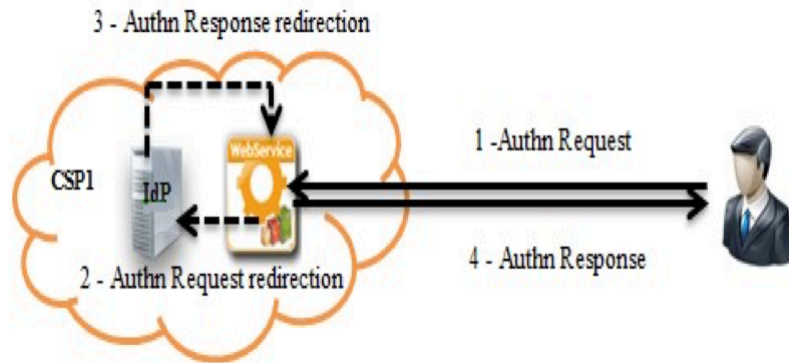 3 - Authn Response redirection
1 -Authn Request
WebService
CSP1
IdP
4 - Authn Response
2 - Authn Request redirection